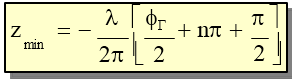 z_min = − λ/2π ⌊ϕ_Γ/2 + nπ + π/2⌋